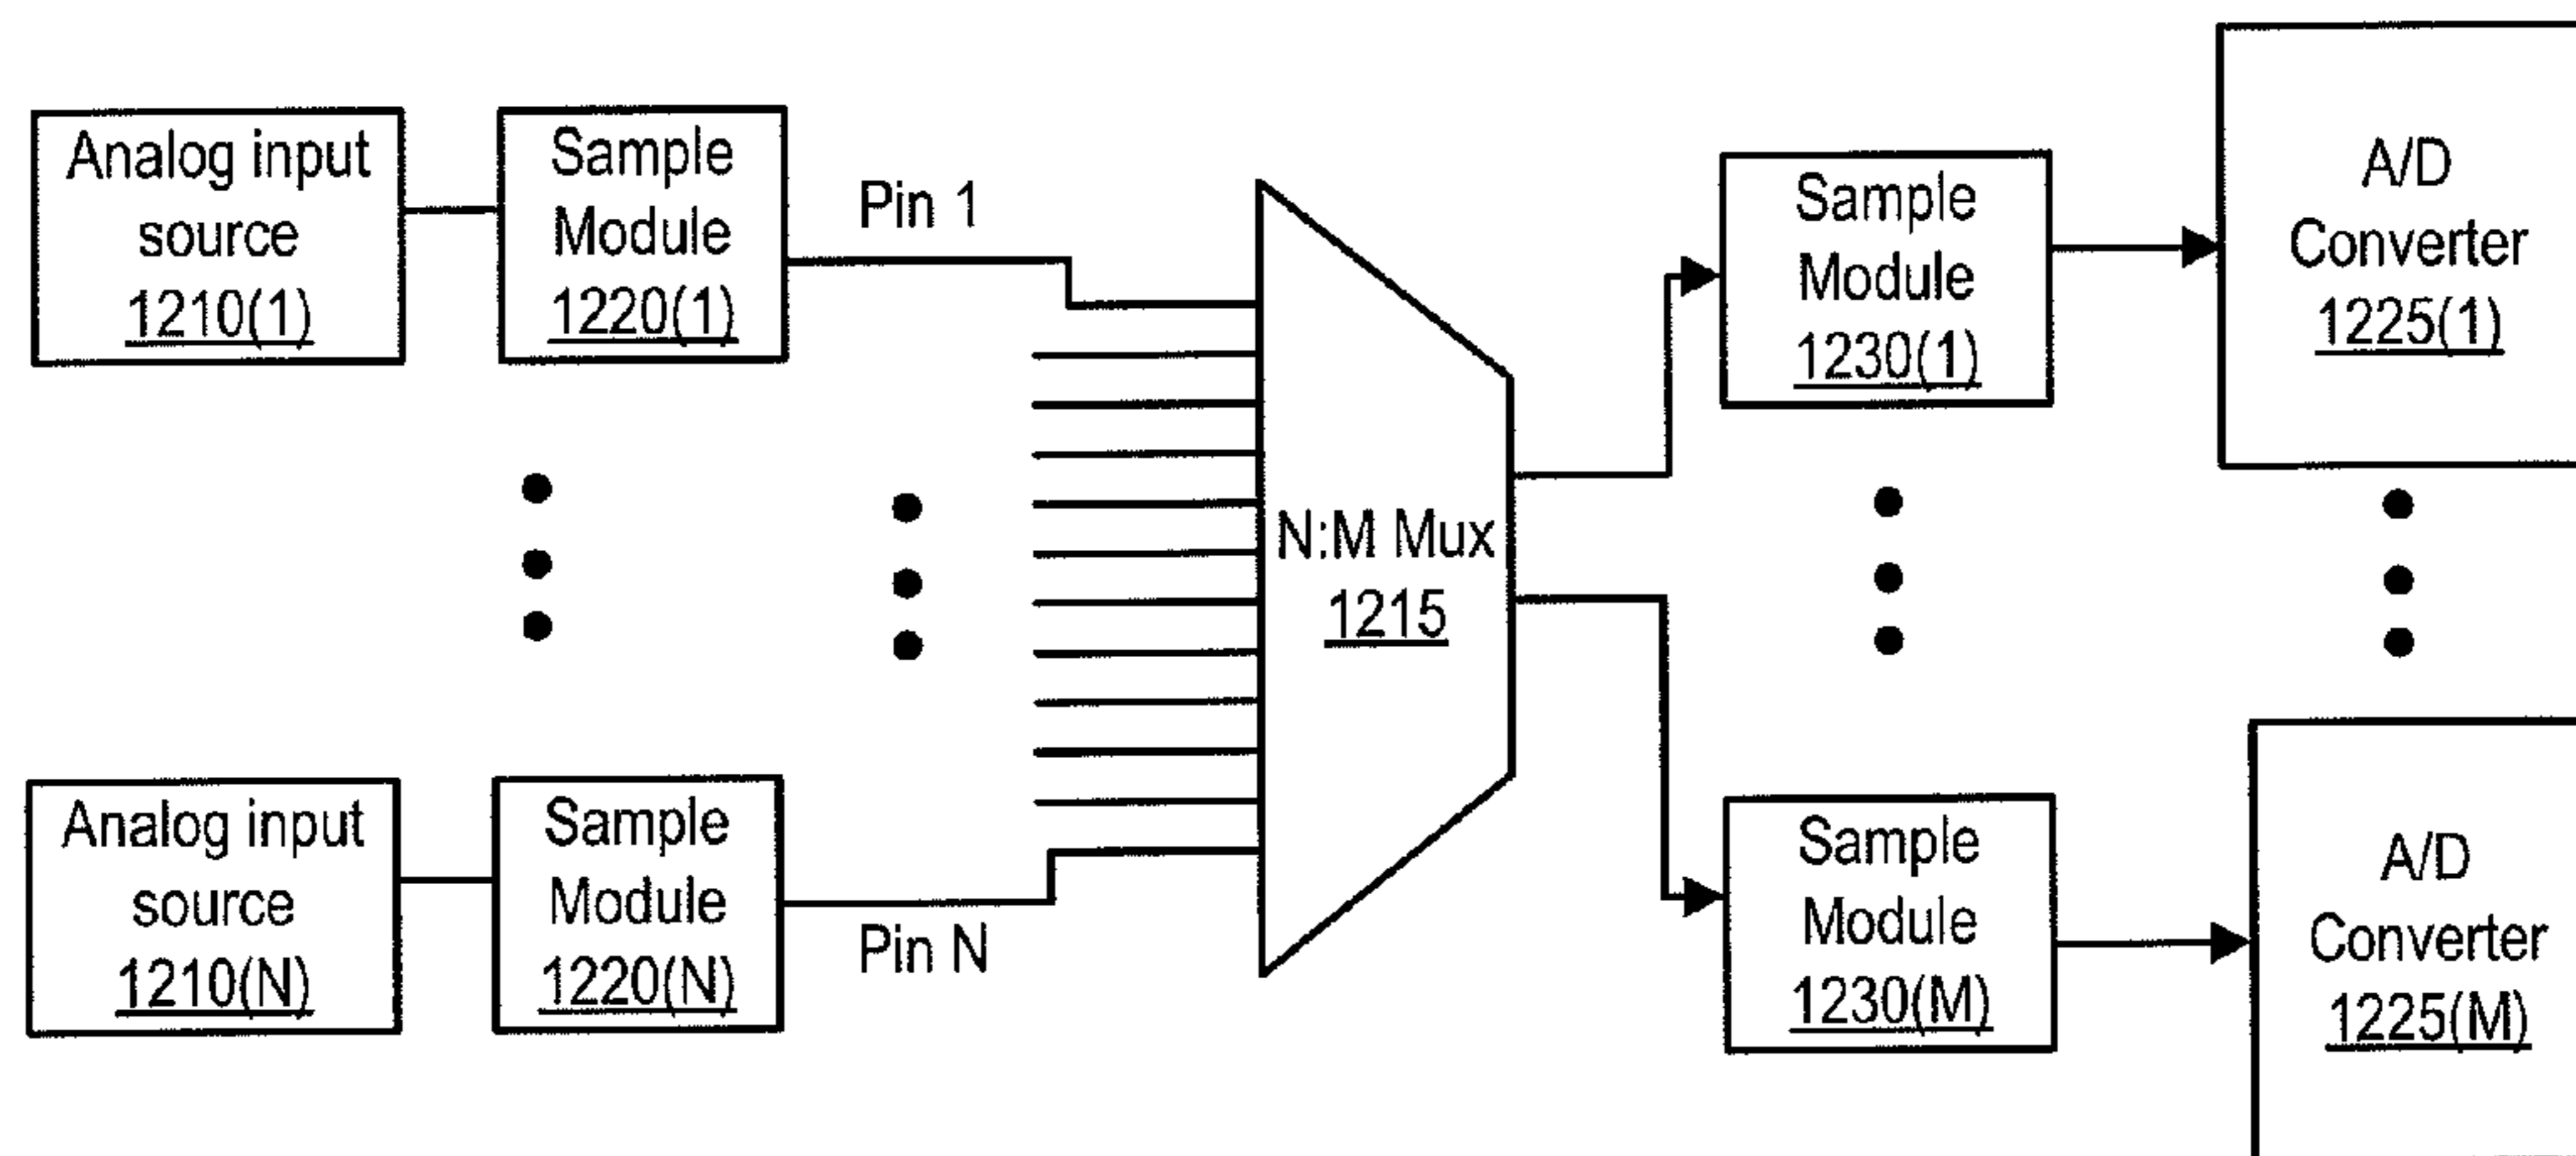 Analog input
source
1210(1)
Sample
Module
1220(1)
Pin 1
N:M Mux
1215
Sample
Module
1230(1)
A/D
Converter
1225(1)
Analog input
source
1210(N)
Sample
Module
1220(N)
Pin N
Sample
Module
1230(M)
A/D
Converter
1225(M)